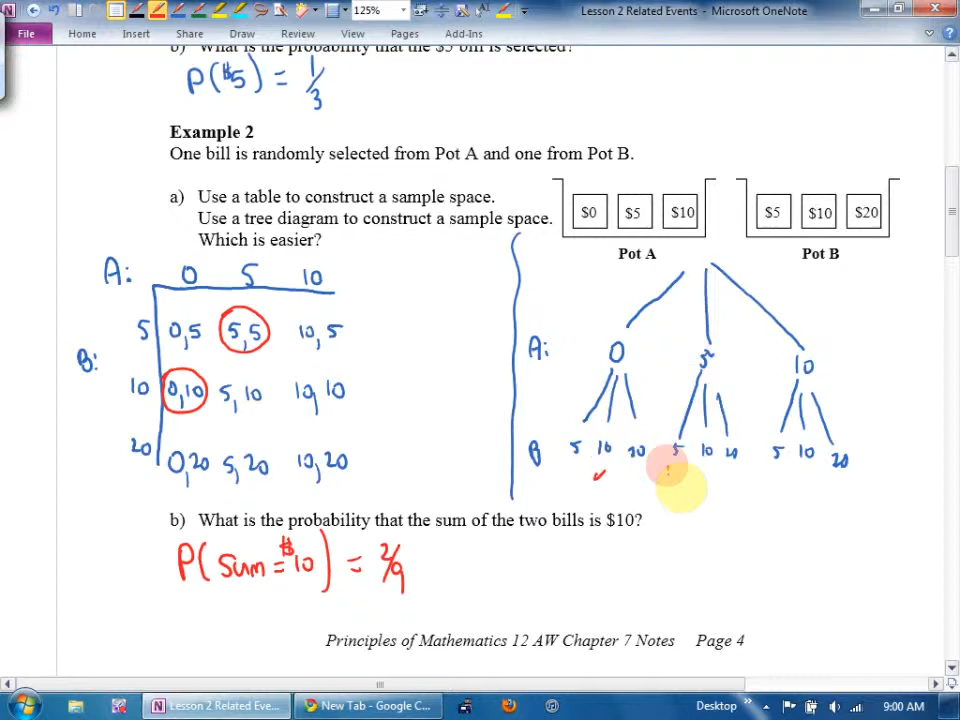 125%
Lesson 2 Related Events - Microsoft OneNote
File Home Insert Share Draw Review View Pages Lesson 2 Related Events
b) What is the probability that the $5 bill is selected?
P($5) = 1/3
Example 2
One bill is randomly selected from Pot A and one from Pot B.
a) Use a table to construct a sample space.
Use a tree diagram to construct a sample space.
Which is easier?
$0 $5 $10
Pot A
$5 $10 $20
Pot B
A: 0 5 10
B:
5 0,5 5,5 10,5
10 0,10 5,10 10,10
20 0,20 5,20 10,20
A: 0 5 10
B 5 10 20 5 10 20 5 10 20
b) What is the probability that the sum of the two bills is $10?
P(Sum = $10) = 2/9
Principles of Mathematics 12 AW Chapter 7 Notes Page 4
Lesson 2 Related Eve...
New Tab - Google C...
Desktop
9:00 AM